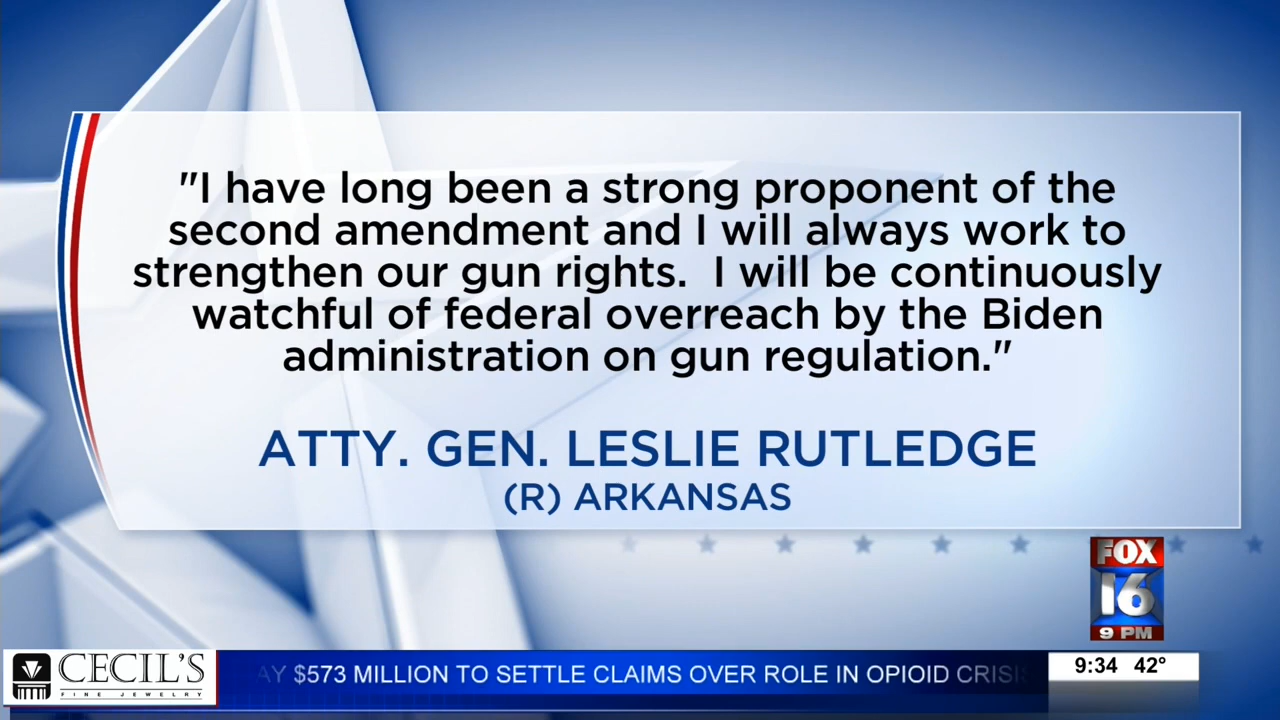 "I have long been a strong proponent of the
second amendment and I will always work to
strengthen our gun rights.  I will be continuously
watchful of federal overreach by the Biden
administration on gun regulation."
ATTY. GEN. LESLIE RUTLEDGE
(R) ARKANSAS
FOX
16
9 PM
CECIL'S
FINE JEWELRY
AY $573 MILLION TO SETTLE CLAIMS OVER ROLE IN OPIOID CRISI
9:34 42°